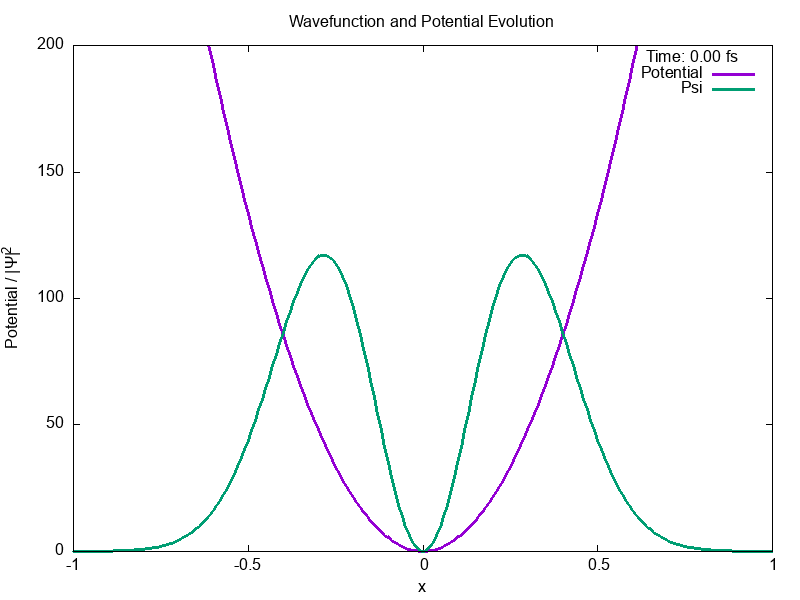 Wavefunction and Potential Evolution
Time: 0.00 fs
Potential
Psi
200
150
100
50
0
Potential / |Ψ|²
-1
-0.5
0
0.5
1
x